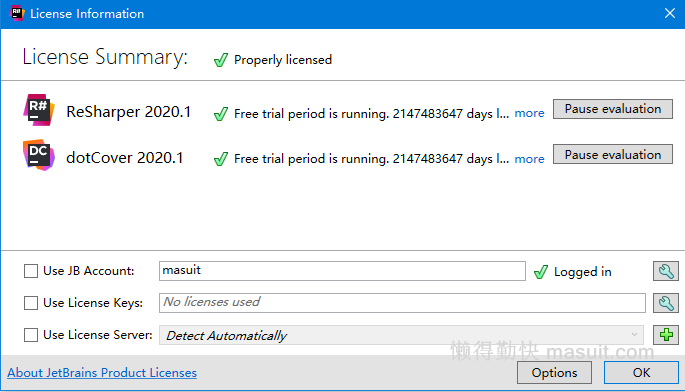 License Information
License Summary: Properly licensed
R# ReSharper 2020.1 Free trial period is running. 2147483647 days l... more Pause evaluation
DC dotCover 2020.1 Free trial period is running. 2147483647 days l... more Pause evaluation
Use JB Account: masuit Logged in
Use License Keys: No licenses used
Use License Server: Detect Automatically
懒得勤快 masuit.com
About JetBrains Product Licenses Options OK